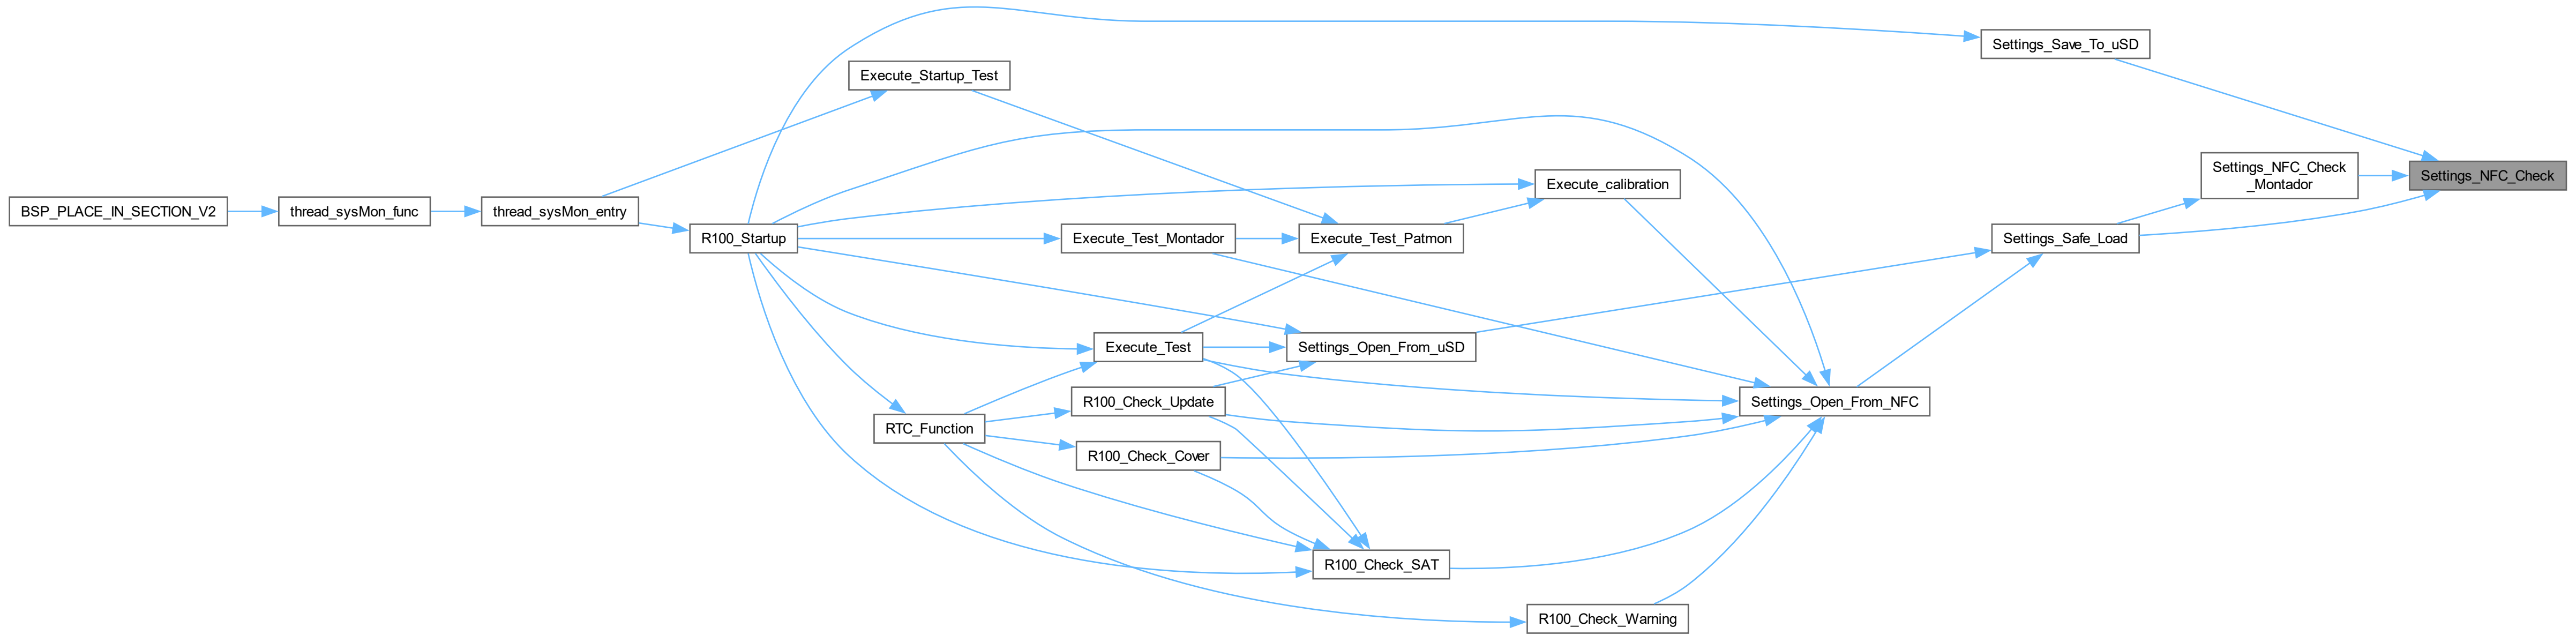 Settings_Save_To_uSD
Execute_Startup_Test
Settings_NFC_Check
_Montador
Settings_NFC_Check
Execute_calibration
BSP_PLACE_IN_SECTION_V2
thread_sysMon_func
thread_sysMon_entry
R100_Startup
Execute_Test_Montador
Execute_Test_Patmon
Settings_Safe_Load
Execute_Test
Settings_Open_From_uSD
R100_Check_Update
Settings_Open_From_NFC
RTC_Function
R100_Check_Cover
R100_Check_SAT
R100_Check_Warning